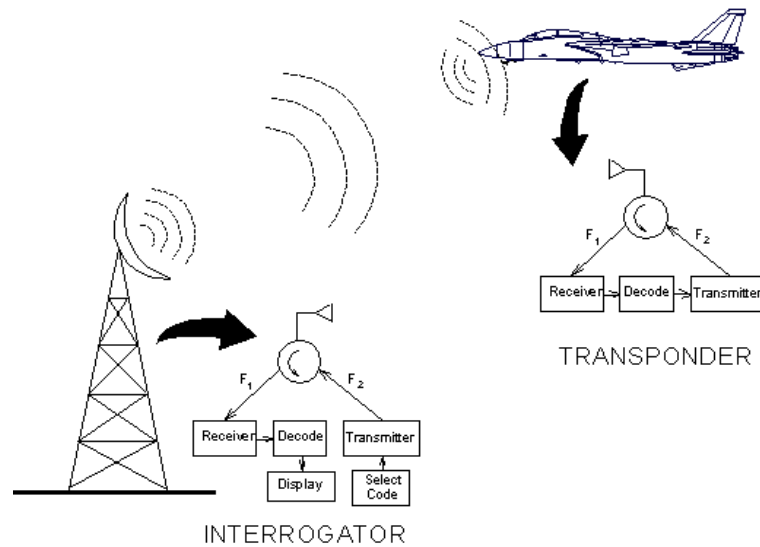 F1
F2
Receiver
Decode
Transmitter
TRANSPONDER
F1
F2
Receiver
Decode
Transmitter
Display
Select
Code
INTERROGATOR